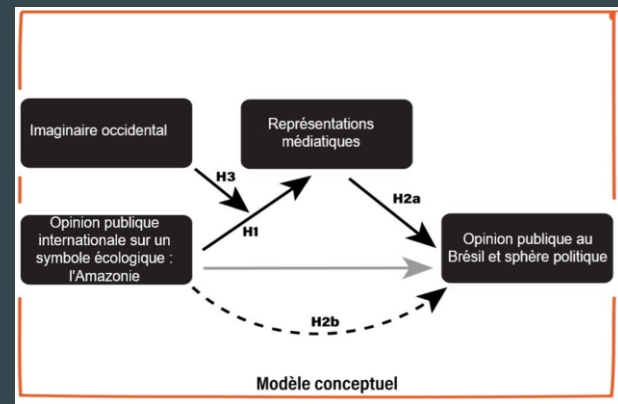 Imaginaire occidental
Représentations
médiatiques
H3
H1
H2a
Opinion publique
internationale sur un
symbole écologique :
l'Amazonie
Opinion publique au
Brésil et sphère politique
H2b
Modèle conceptuel